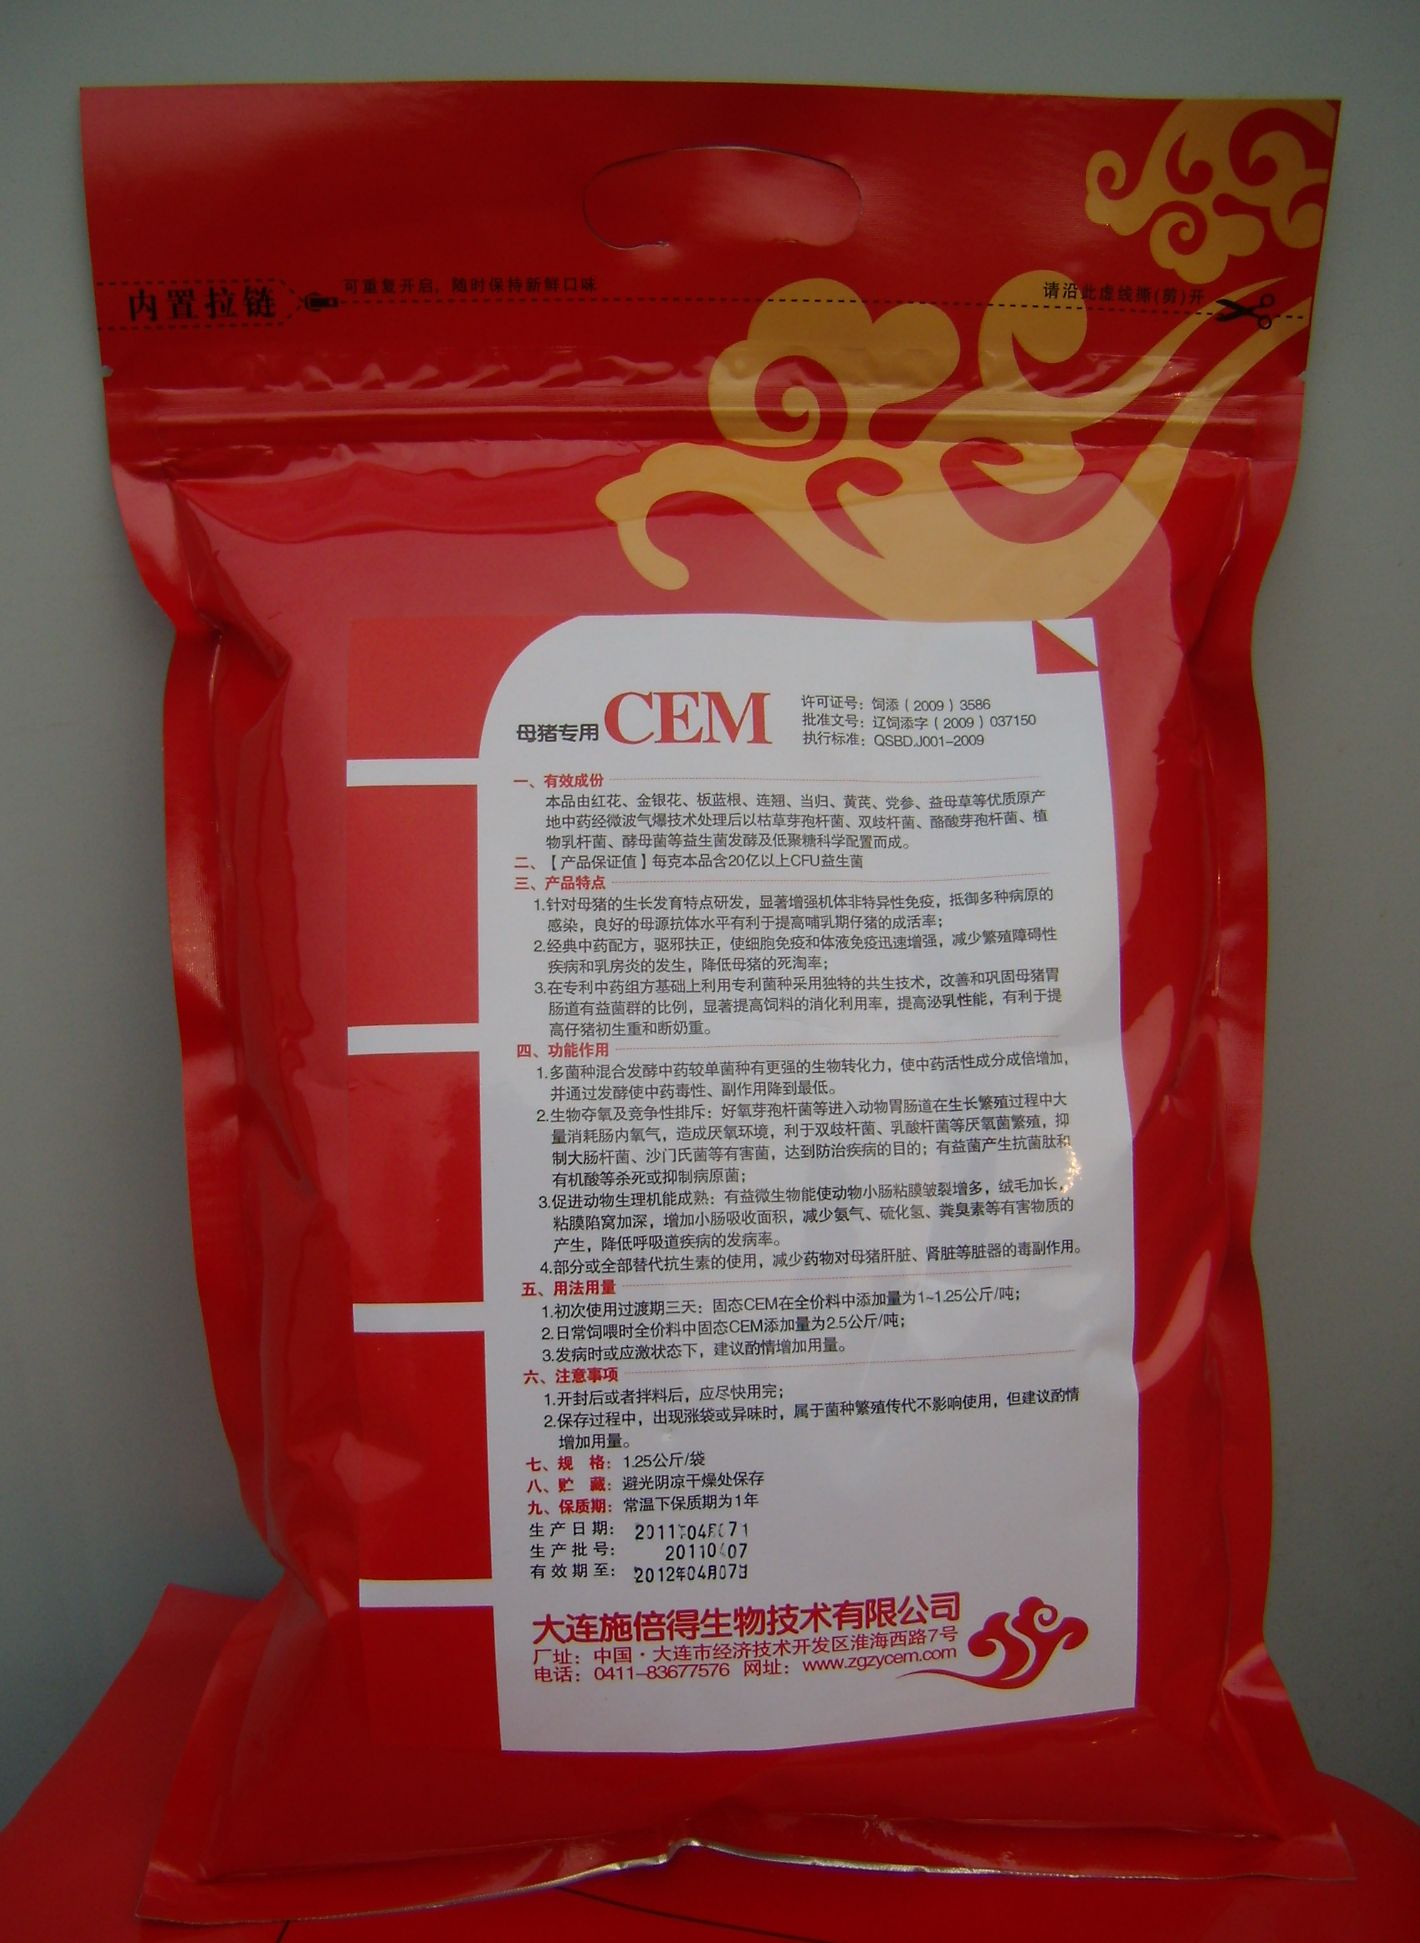 内置拉链
可重复开启，随时保持新鲜口味
请沿此虚线撕(剪)开
母猪专用 CEM
许可证号：饲添（2009）3586
批准文号：辽饲添字（2009）037150
执行标准：QSBD.J001-2009
一、有效成份
本品由红花、金银花、板蓝根、连翘、当归、黄芪、党参、益母草等优质原产
地中药经微波气爆技术处理后以枯草芽孢杆菌、双歧杆菌、酪酸芽孢杆菌、植
物乳杆菌、酵母菌等益生菌发酵及低聚糖科学配置而成。
二、【产品保证值】每克本品含20亿以上CFU益生菌
三、产品特点
1.针对母猪的生长发育特点研发，显著增强机体非特异性免疫，抵御多种病原的
感染，良好的母源抗体水平有利于提高哺乳期仔猪的成活率；
2.经典中药配方，驱邪扶正，使细胞免疫和体液免疫迅速增强，减少繁殖障碍性
疾病和乳房炎的发生，降低母猪的死淘率；
3.在专利中药组方基础上利用专利菌种采用独特的共生技术，改善和巩固母猪胃
肠道有益菌群的比例，显著提高饲料的消化利用率，提高泌乳性能，有利于提
高仔猪初生重和断奶重。
四、功能作用
1.多菌种混合发酵中药较单菌种有更强的生物转化力，使中药活性成分成倍增加，
并通过发酵使中药毒性、副作用降到最低。
2.生物夺氧及竞争性排斥：好氧芽孢杆菌等进入动物胃肠道在生长繁殖过程中大
量消耗肠内氧气，造成厌氧环境，利于双歧杆菌、乳酸杆菌等厌氧菌繁殖，抑
制大肠杆菌、沙门氏菌等有害菌，达到防治疾病的目的；有益菌产生抗菌肽和
有机酸等杀死或抑制病原菌；
3.促进动物生理机能成熟：有益微生物能使动物小肠粘膜皱裂增多，绒毛加长，
粘膜陷窝加深，增加小肠吸收面积，减少氨气、硫化氢、粪臭素等有害物质的
产生，降低呼吸道疾病的发病率。
4.部分或全部替代抗生素的使用，减少药物对母猪肝脏、肾脏等脏器的毒副作用。
五、用法用量
1.初次使用过渡期三天：固态CEM在全价料中添加量为1~1.25公斤/吨；
2.日常饲喂时全价料中固态CEM添加量为2.5公斤/吨；
3.发病时或应激状态下，建议酌情增加用量。
六、注意事项
1.开封后或者拌料后，应尽快用完；
2.保存过程中，出现涨袋或异味时，属于菌种繁殖传代不影响使用，但建议酌情
增加用量。
七、规 格：1.25公斤/袋
八、贮 藏：避光阴凉干燥处保存
九、保质期：常温下保质期为1年
生产日期：2011年04月07日
生产批号：
有效期至：2012年04月07日
大连施倍得生物技术有限公司
厂址：中国·大连市经济技术开发区淮海西路7号
电话：0411-83677576 网址：www.zgzycem.com